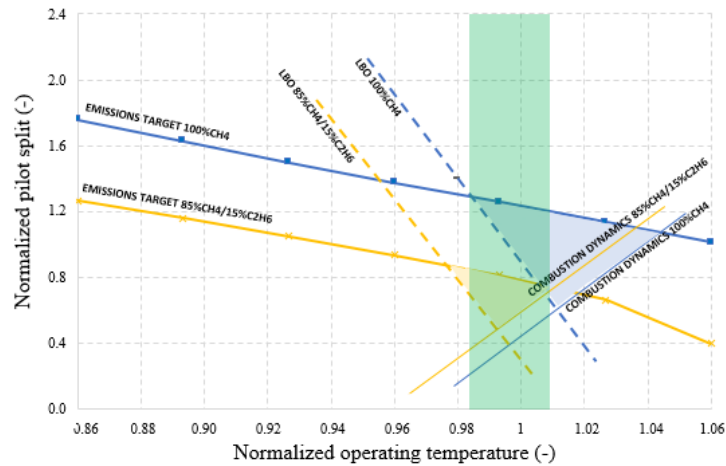 2.4
2.0
1.6
1.2
0.8
0.4
0.0
Normalized pilot split (-)
EMISSIONS TARGET 100%CH4
EMISSIONS TARGET 85%CH4/15%C2H6
LBO 85%CH4/15%C2H6
LBO 100%CH4
COMBUSTION DYNAMICS 85%CH4/15%C2H6
COMBUSTION DYNAMICS 100%CH4
0.86 0.88 0.90 0.92 0.94 0.96 0.98 1 1.02 1.04 1.06
Normalized operating temperature (-)